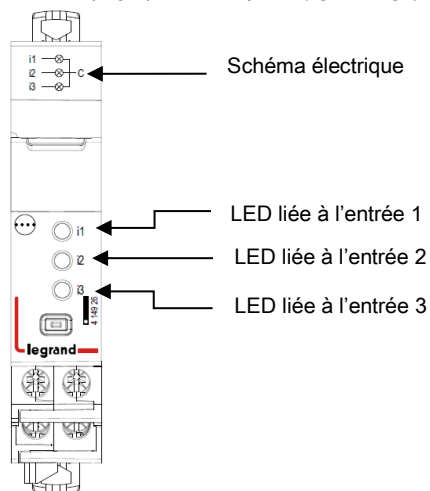 i1
i2
i3
C
Schéma électrique
i1
LED liée à l'entrée 1
i2
LED liée à l'entrée 2
i3
LED liée à l'entrée 3
4 149 26
legrand